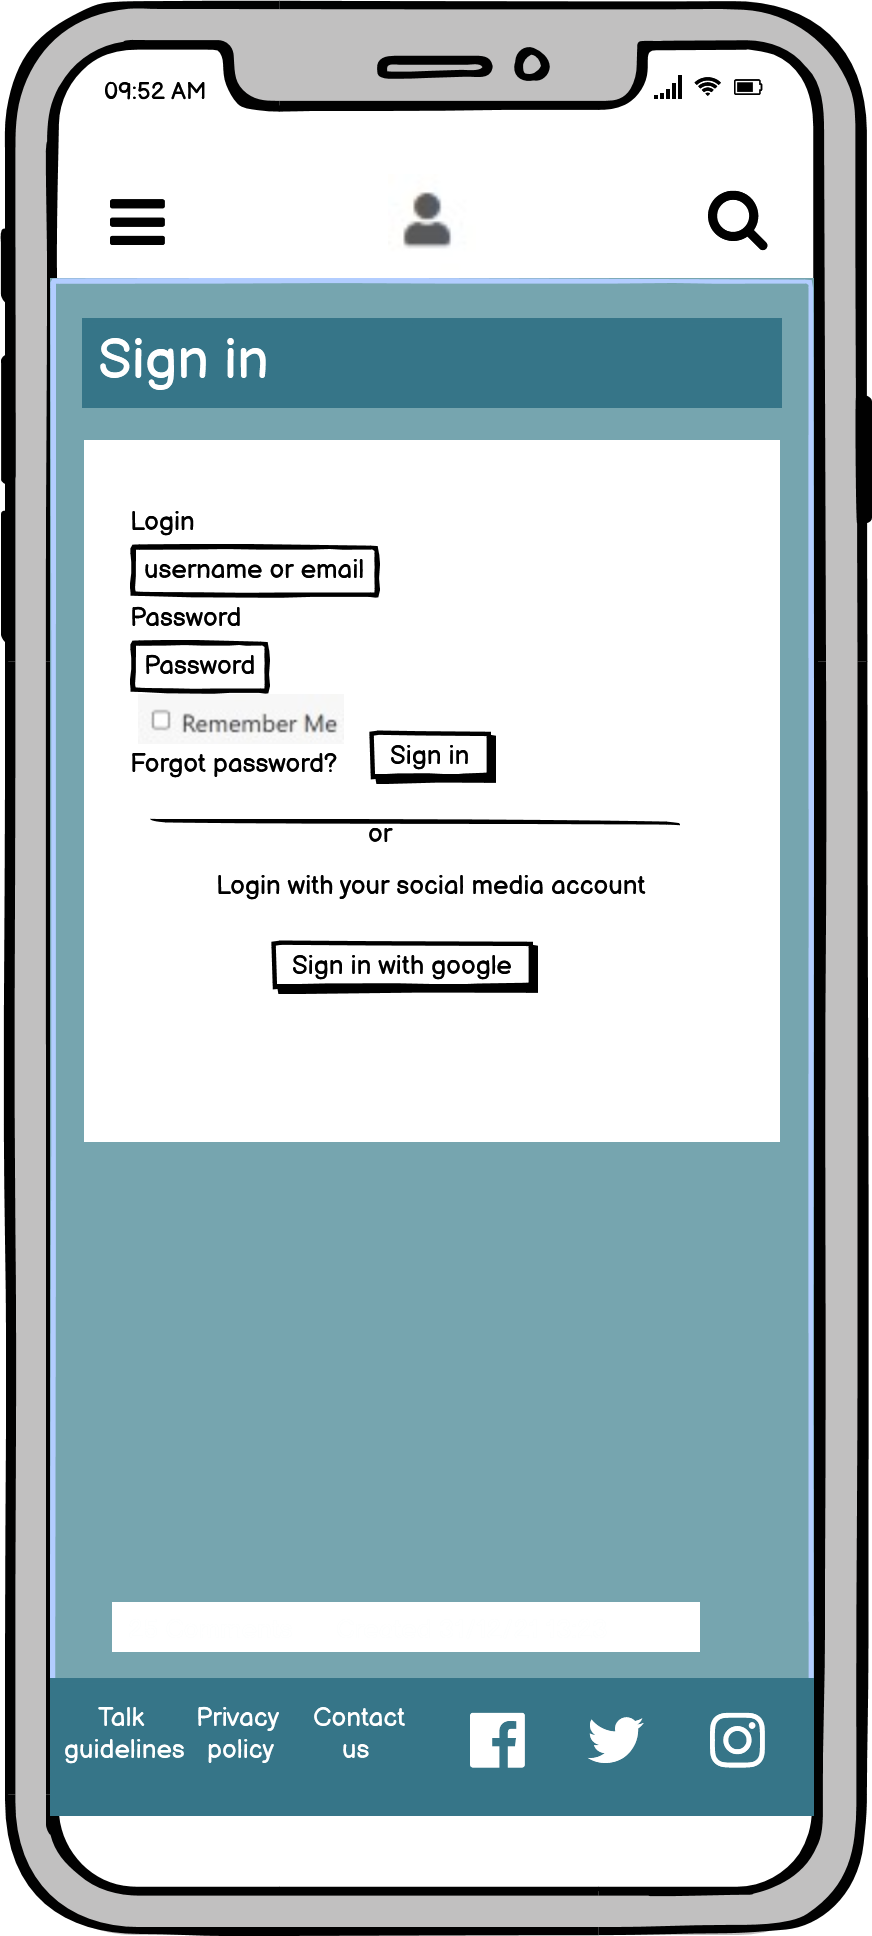 09:52 AM
Sign in
Login
username or email
Password
Password
Remember Me
Forgot password?
Sign in
or
Login with your social media account
Sign in with google
Talk guidelines
Privacy policy
Contact us